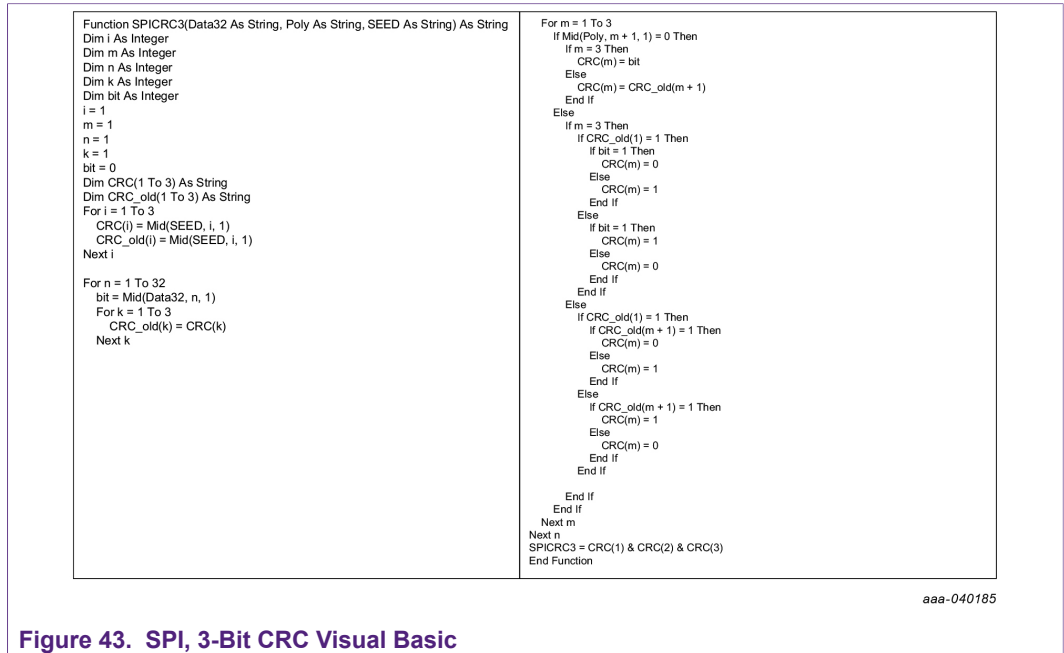 Function SPICRC3(Data32 As String, Poly As String, SEED As String) As String
Dim i As Integer
Dim m As Integer
Dim n As Integer
Dim k As Integer
Dim bit As Integer
i = 1
m = 1
n = 1
k = 1
bit = 0
Dim CRC(1 To 3) As String
Dim CRC_old(1 To 3) As String
For i = 1 To 3
CRC(i) = Mid(SEED, i, 1)
CRC_old(i) = Mid(SEED, i, 1)
Next i
For n = 1 To 32
bit = Mid(Data32, n, 1)
For k = 1 To 3
CRC_old(k) = CRC(k)
Next k
For m = 1 To 3
If Mid(Poly, m + 1, 1) = 0 Then
If m = 3 Then
CRC(m) = bit
Else
CRC(m) = CRC_old(m + 1)
End If
Else
If m = 3 Then
If CRC_old(1) = 1 Then
If bit = 1 Then
CRC(m) = 0
Else
CRC(m) = 1
End If
Else
If bit = 1 Then
CRC(m) = 1
Else
CRC(m) = 0
End If
End If
Else
If CRC_old(1) = 1 Then
If CRC_old(m + 1) = 1 Then
CRC(m) = 0
Else
CRC(m) = 1
End If
Else
If CRC_old(m + 1) = 1 Then
CRC(m) = 1
Else
CRC(m) = 0
End If
End If
End If
End If
Next m
Next n
SPICRC3 = CRC(1) & CRC(2) & CRC(3)
End Function
aaa-040185
Figure 43. SPI, 3-Bit CRC Visual Basic